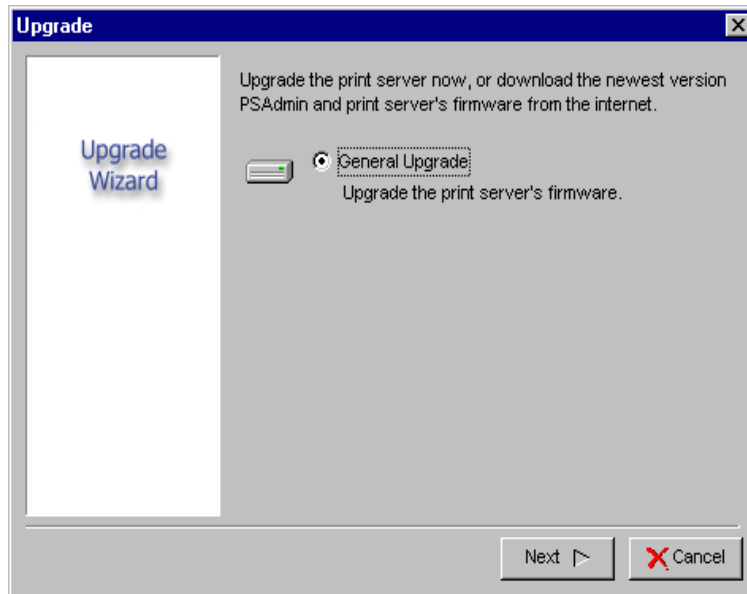 Upgrade
Upgrade the print server now, or download the newest version
PSAdmin and print server's firmware from the internet.
Upgrade
Wizard
General Upgrade
Upgrade the print server's firmware.
Next
Cancel